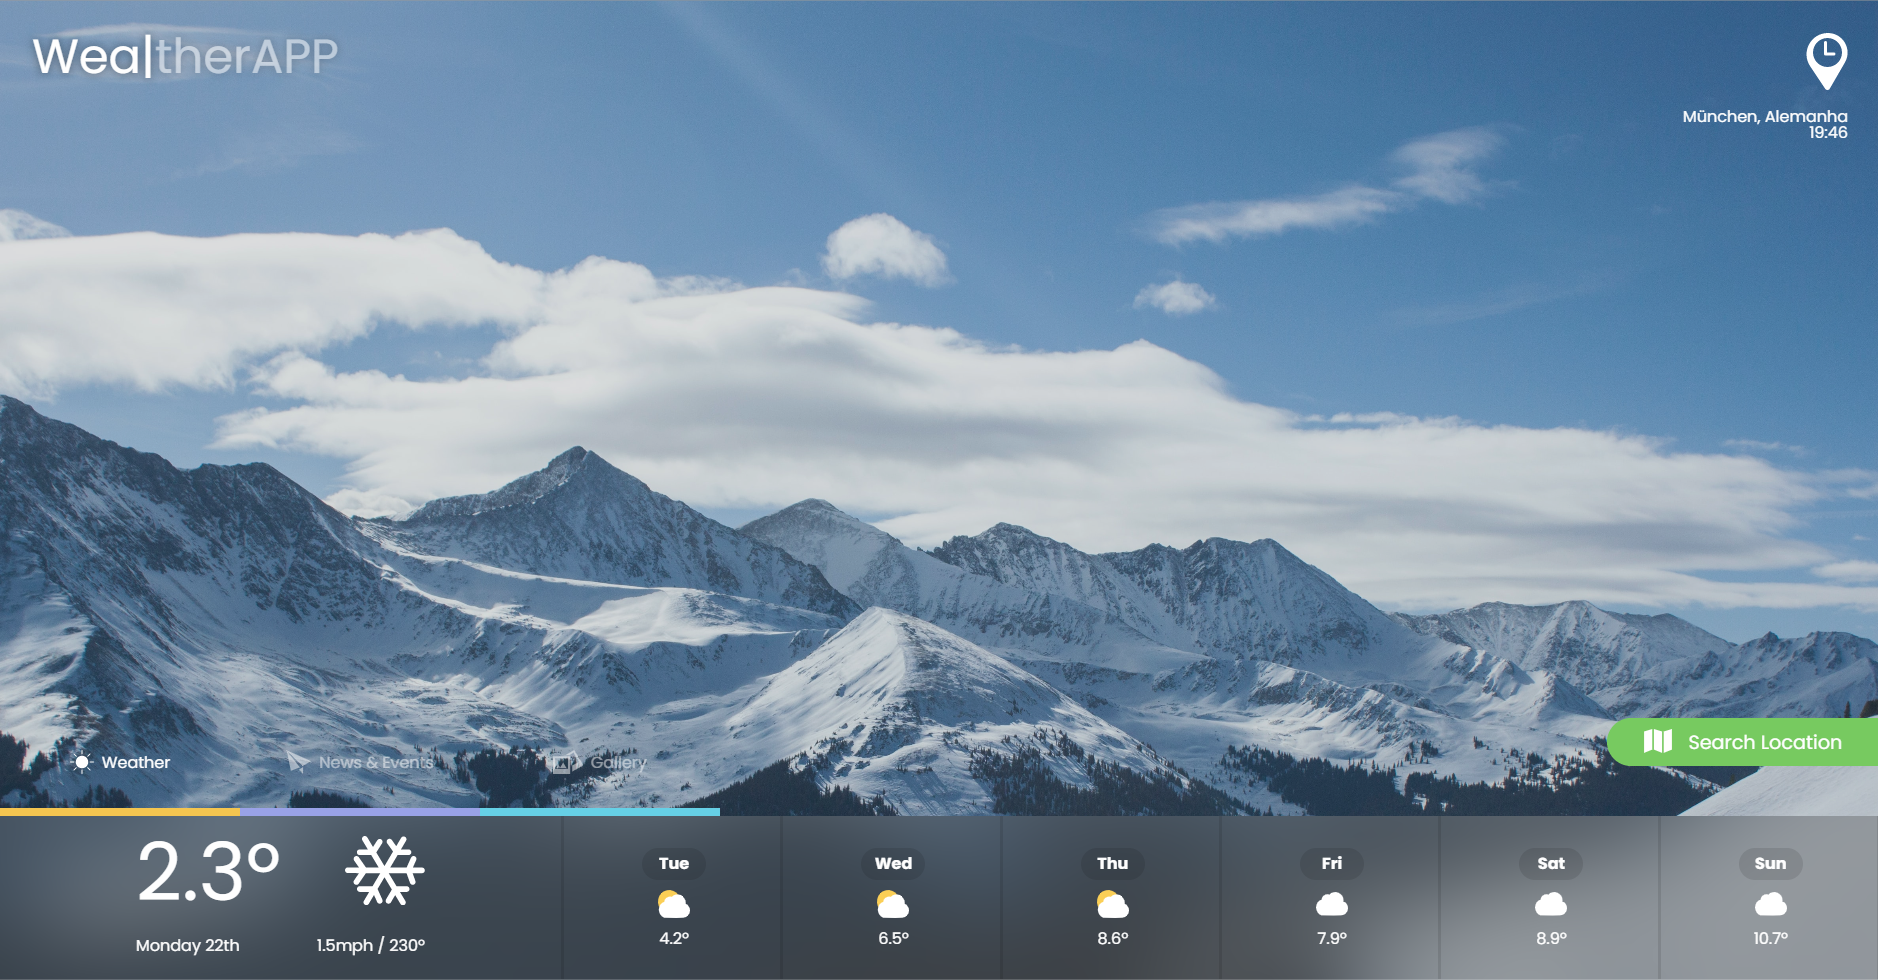 Wea|therAPP
München, Alemanha
19:46
Weather
News & Events
Gallery
Search Location
2.3°
Monday 22th
1.5mph / 230°
Tue
4.2°
Wed
6.5°
Thu
8.6°
Fri
7.9°
Sat
8.9°
Sun
10.7°